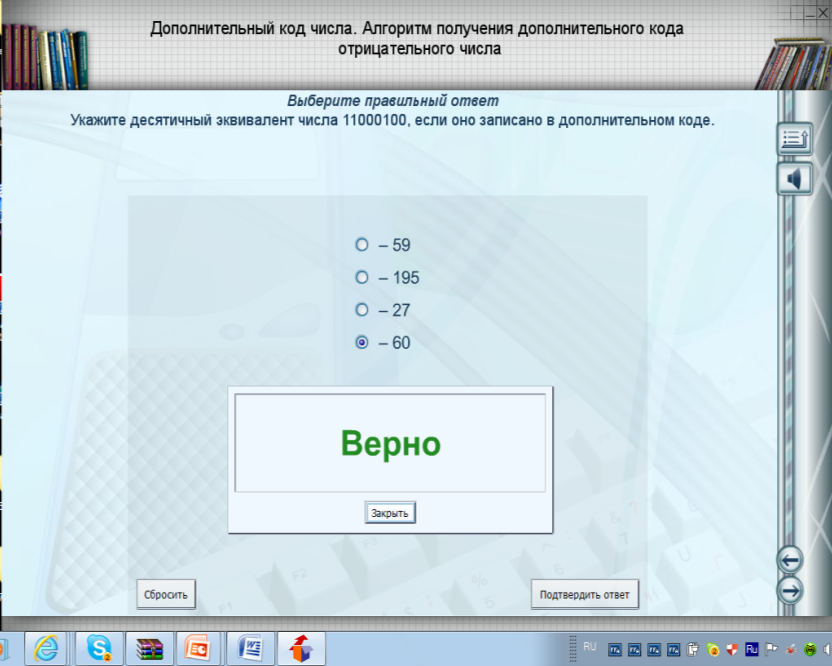 Дополнительный код числа. Алгоритм получения дополнительного кода
отрицательного числа
Выберите правильный ответ
Укажите десятичный эквивалент числа 11000100, если оно записано в дополнительном коде.
– 59
– 195
– 27
– 60
Верно
Закрыть
Сбросить
Подтвердить ответ
RU
Ru